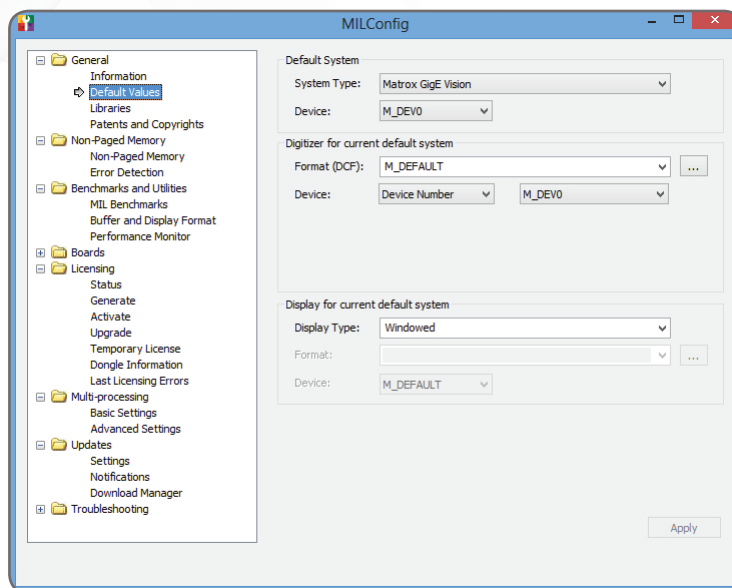 MILConfig
General
Information
Default Values
Libraries
Patents and Copyrights
Non-Paged Memory
Non-Paged Memory
Error Detection
Benchmarks and Utilities
MIL Benchmarks
Buffer and Display Format
Performance Monitor
Boards
Licensing
Status
Generate
Activate
Upgrade
Temporary License
Dongle Information
Last Licensing Errors
Multi-processing
Basic Settings
Advanced Settings
Updates
Settings
Notifications
Download Manager
Troubleshooting
Default System
System Type: Matrox GigE Vision
Device: M_DEV0
Digitizer for current default system
Format (DCF): M_DEFAULT ...
Device: Device Number M_DEV0
Display for current default system
Display Type: Windowed
Format: ...
Device: M_DEFAULT
Apply